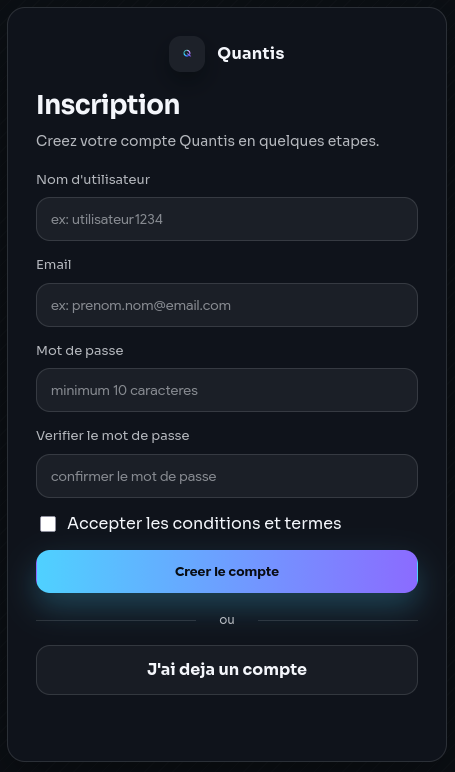 Quantis
Inscription
Creez votre compte Quantis en quelques etapes.
Nom d'utilisateur
ex: utilisateur1234
Email
ex: prenom.nom@email.com
Mot de passe
minimum 10 caracteres
Verifier le mot de passe
confirmer le mot de passe
Accepter les conditions et termes
Creer le compte
ou
J'ai deja un compte